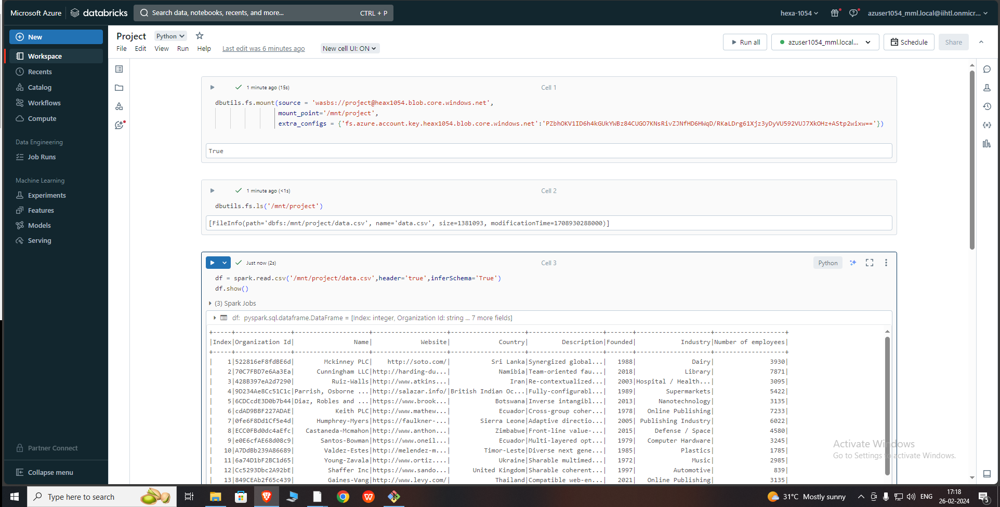 Microsoft Azure databricks Search data, notebooks, recents, and more... CTRL + P hexa-1054 azuser1054_mml.local@iihtl.onmicr...
New
Workspace
Recents
Catalog
Workflows
Compute
Data Engineering
Job Runs
Machine Learning
Experiments
Features
Models
Serving
Partner Connect
Collapse menu
Project Python
File Edit View Run Help Last edit was 6 minutes ago New cell UI: ON
Run all azuser1054_mml.local... Schedule Share
1 minute ago (15s) Cell 1
dbutils.fs.mount(source = 'wasbs://project@heax1054.blob.core.windows.net',
mount_point='/mnt/project',
extra_configs = {'fs.azure.account.key.heax1054.blob.core.windows.net':'PZbhOKV1ID6h4kGUkYWBz84CUGO7KNsRivZJNfHD6HWqD/RKaLDrg61Xjz3yDyVU592VUJ7XkOHz+AStp2wixw=='})
True
1 minute ago (<1s) Cell 2
dbutils.fs.ls('/mnt/project')
[FileInfo(path='dbfs:/mnt/project/data.csv', name='data.csv', size=1381093, modificationTime=1708930288000)]
Just now (2s) Cell 3 Python
df = spark.read.csv('/mnt/project/data.csv',header='true',inferSchema='True')
df.show()
(3) Spark Jobs
df: pyspark.sql.dataframe.DataFrame = [Index: integer, Organization Id: string ... 7 more fields]
+-----+---------------+--------------------+--------------------+--------------------+--------------------+-------+--------------------+-------------------+
|Index|Organization Id| Name| Website| Country| Description|Founded| Industry|Number of employees|
+-----+---------------+--------------------+--------------------+--------------------+--------------------+-------+--------------------+-------------------+
| 1|522816eF8fdBE6d| Mckinney PLC| http://soto.com/| Sri Lanka|Synergized global...| 1988| Dairy| 3930|
| 2|70C7FBD7e6Aa3Ea| Cunningham LLC|http://harding-du...| Namibia|Team-oriented fau...| 2018| Library| 7871|
| 3|428B397eA2d7290| Ruiz-Walls|http://www.atkins...| Iran|Re-contextualized...| 2003|Hospital / Health...| 3095|
| 4|9D234Ae8Cc51C1c|Parrish, Osborne ...|http://salazar.info/|British Indian Oc...|Fully-configurabl...| 1989| Supermarkets| 5422|
| 5|6CDCcdE3D0b7b44|Diaz, Robles and ...|https://www.brook...| Botswana|Inverse intangibl...| 2013| Nanotechnology| 3135|
| 6|cdAD9BBF227ADAE| Keith PLC|http://www.mathew...| Ecuador|Cross-group coher...| 1978| Online Publishing| 7233|
| 7|0fe6F8Dd1Cf5e4d| Humphrey-Myers|https://faulkner-...| Sierra Leone|Adaptive directio...| 2005| Publishing Industry| 6022|
| 8|ECC0FBd0dc4aEfc| Castaneda-Mcmahon|http://www.anthon...| Zimbabwe|Front-line value-...| 2015| Defense / Space| 4580|
| 9|e0E6cfAE68d08c9| Santos-Bowman|https://www.oneil...| Ecuador|Multi-layered opt...| 1979| Computer Hardware| 3245|
| 10|A7DdBb239A86689| Valdez-Estes|http://melendez-m...| Timor-Leste|Diverse next gene...| 1985| Plastics| 1785|
| 11|6a74D1bF2BC1d65| Young-Zavala|http://www.ortiz....| Ukraine|Sharable multimed...| 1972| Music| 2985|
| 12|Cc5293Dbc2A92bE| Shaffer Inc|https://www.sando...| United Kingdom|Sharable coherent...| 1997| Automotive| 839|
| 13|849CEAb2f65c439| Gaines-Vang|http://www.levy.com/| Thailand|Compatible web-en...| 2021| Online Publishing| 3135|
Activate Windows
Go to Settings to activate Windows.
Type here to search 31°C Mostly sunny ENG 17:18
26-02-2024 5